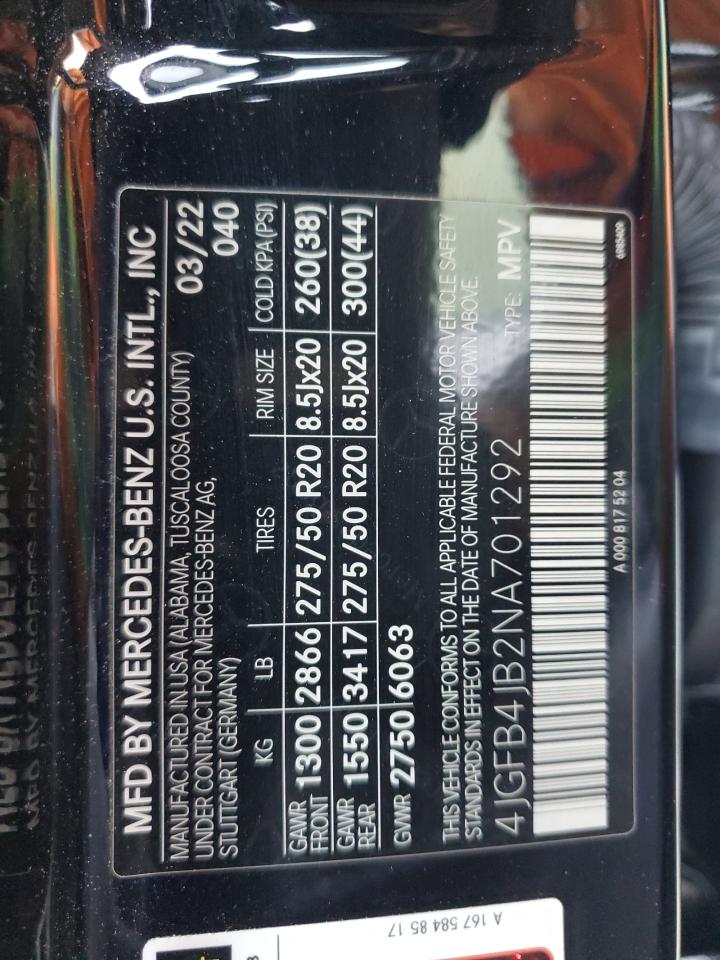 MFD BY MERCEDES-BENZ U.S. INTL., INC
MANUFACTURED IN USA (ALABAMA, TUSCALOOSA COUNTY) 03/22
UNDER CONTRACT FOR MERCEDES-BENZ AG, 040
STUTTGART (GERMANY)
KG LB TIRES RIM SIZE COLD KPA (PSI)
GAWR FRONT 1300 2866 275/50 R20 8.5Jx20 260(38)
GAWR REAR 1550 3417 275/50 R20 8.5Jx20 300(44)
GVWR 2750 6063
THIS VEHICLE CONFORMS TO ALL APPLICABLE FEDERAL MOTOR VEHICLE SAFETY
STANDARDS IN EFFECT ON THE DATE OF MANUFACTURE SHOWN ABOVE.
4JGFB4JB2NA701292 TYPE: MPV
A 000 817 52 04
6985409
A 167 584 85 17